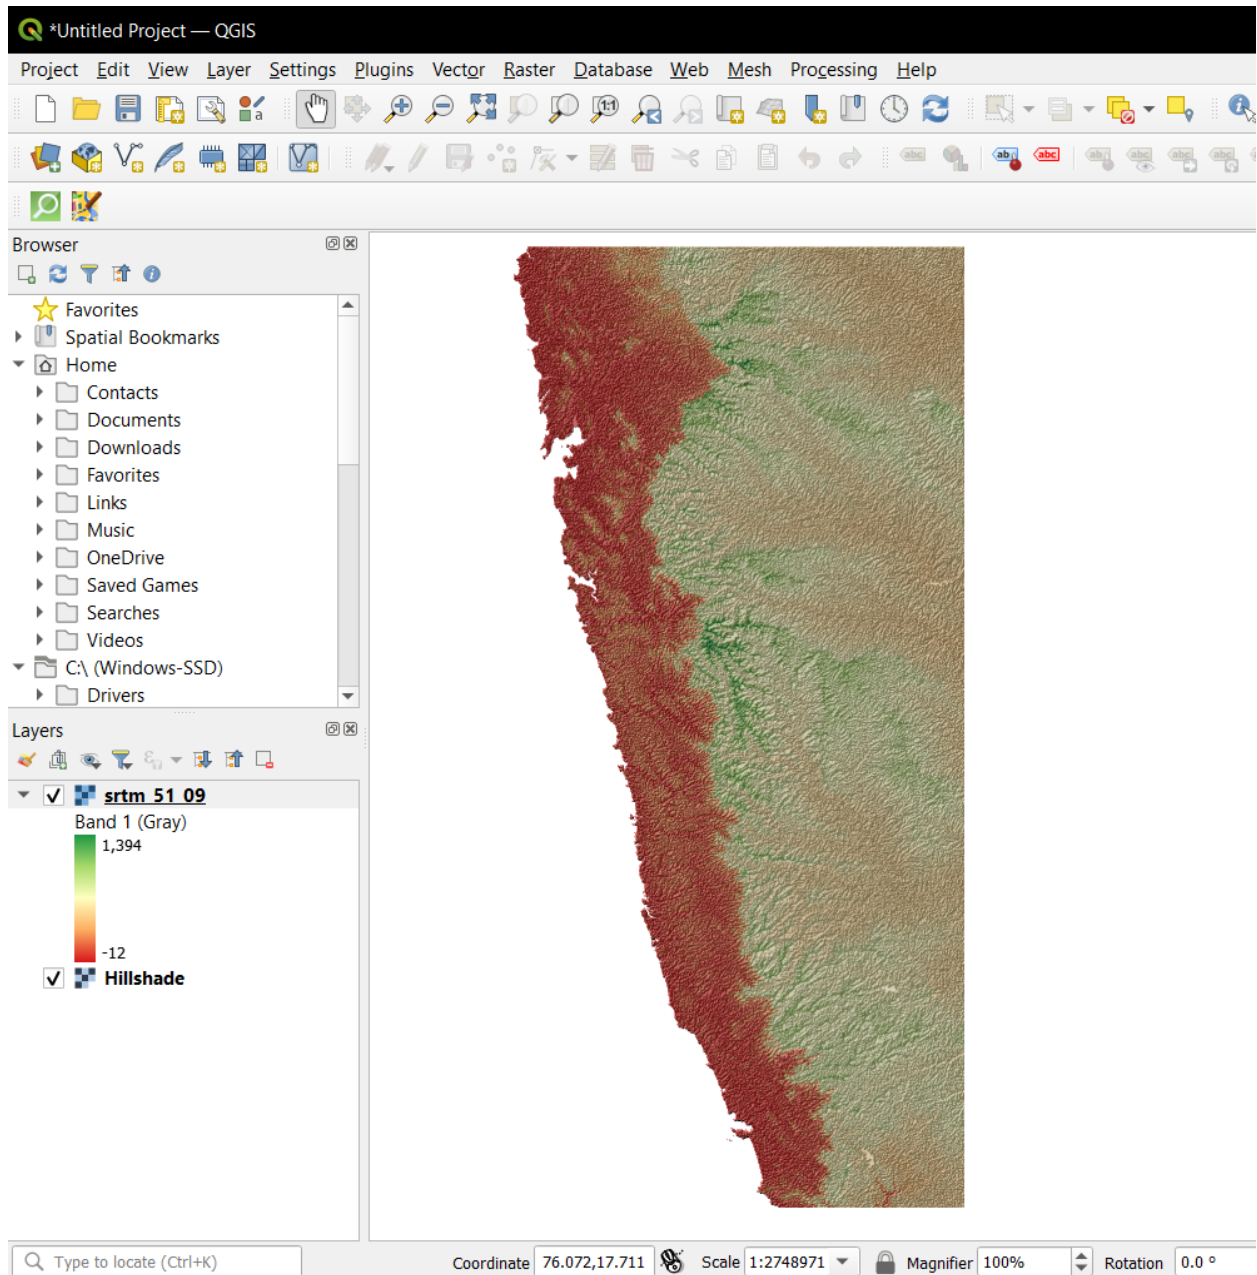 *Untitled Project — QGIS
Project Edit View Layer Settings Plugins Vector Raster Database Web Mesh Processing Help
Browser
Favorites
Spatial Bookmarks
Home
Contacts
Documents
Downloads
Favorites
Links
Music
OneDrive
Saved Games
Searches
Videos
C:\ (Windows-SSD)
Drivers
Layers
srtm_51_09
Band 1 (Gray)
1,394
-12
Hillshade
Type to locate (Ctrl+K) Coordinate 76.072,17.711 Scale 1:2748971 Magnifier 100% Rotation 0.0 °